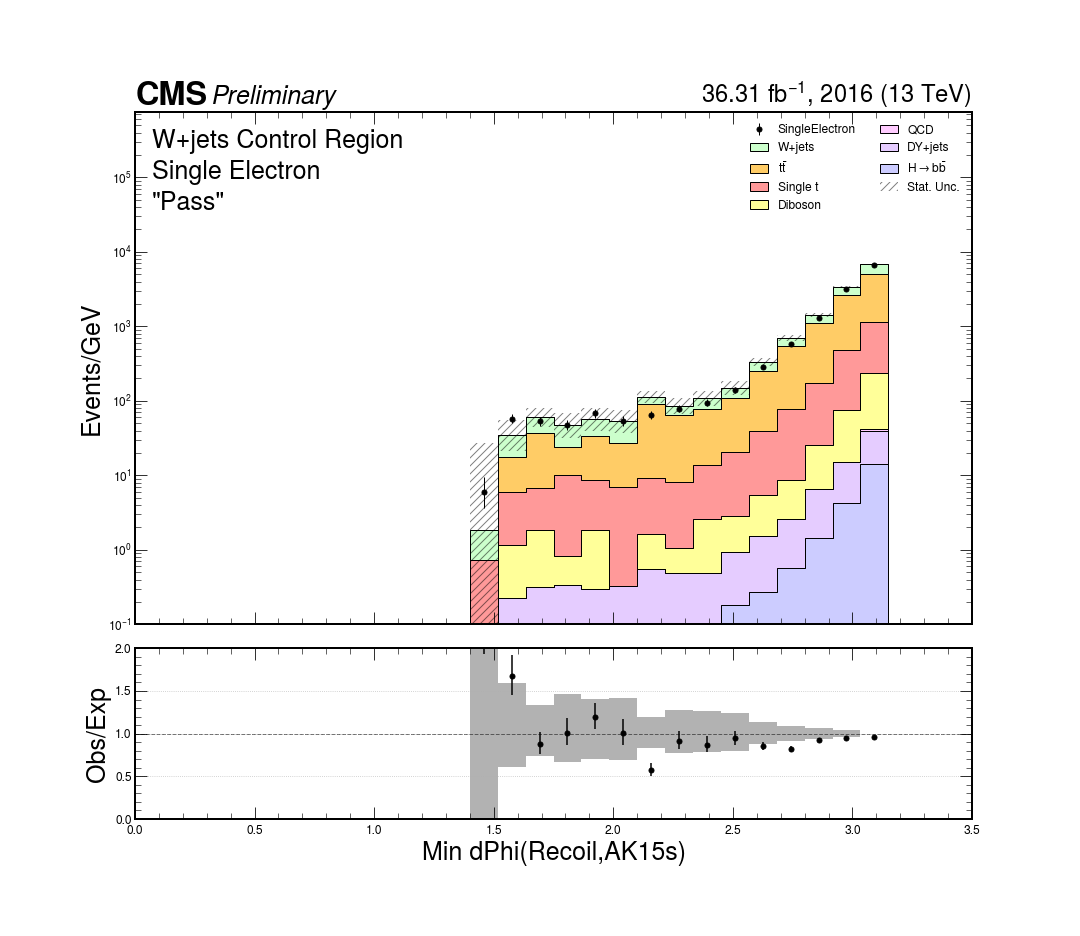 CMS Preliminary
36.31 fb⁻¹, 2016 (13 TeV)
W+jets Control Region
Single Electron
"Pass"
SingleElectron
W+jets
tt̄
Single t
Diboson
QCD
DY+jets
H→bb̄
Stat. Unc.
Events/GeV
10⁵
10⁴
10³
10²
10¹
10⁰
10⁻¹
Obs/Exp
2.0
1.5
1.0
0.5
0.0
0.0 0.5 1.0 1.5 2.0 2.5 3.0 3.5
Min dPhi(Recoil,AK15s)